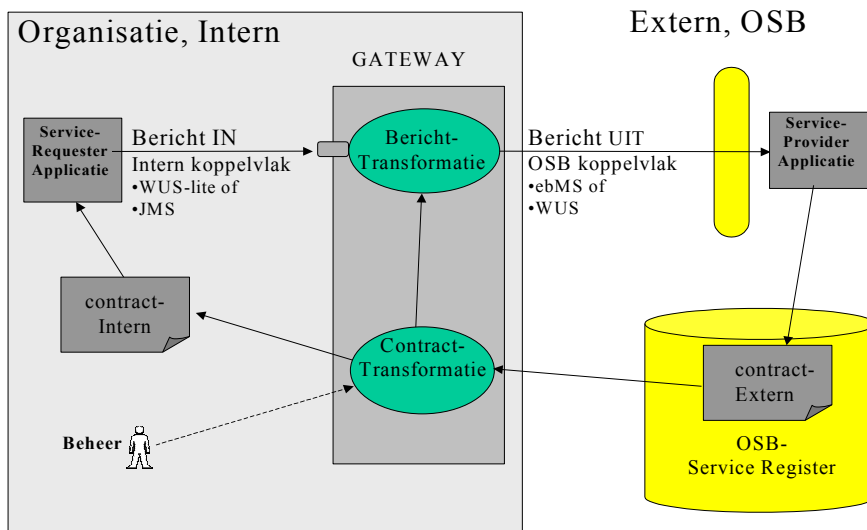 Organisatie, Intern
Extern, OSB
GATEWAY
Service-
Requester
Applicatie
Bericht IN
Intern koppelvlak
•WUS-lite of
•JMS
Bericht-
Transformatie
Bericht UIT
OSB koppelvlak
•ebMS of
•WUS
Service-
Provider
Applicatie
contract-
Intern
Contract-
Transformatie
contract-
Extern
Beheer
OSB-
Service Register